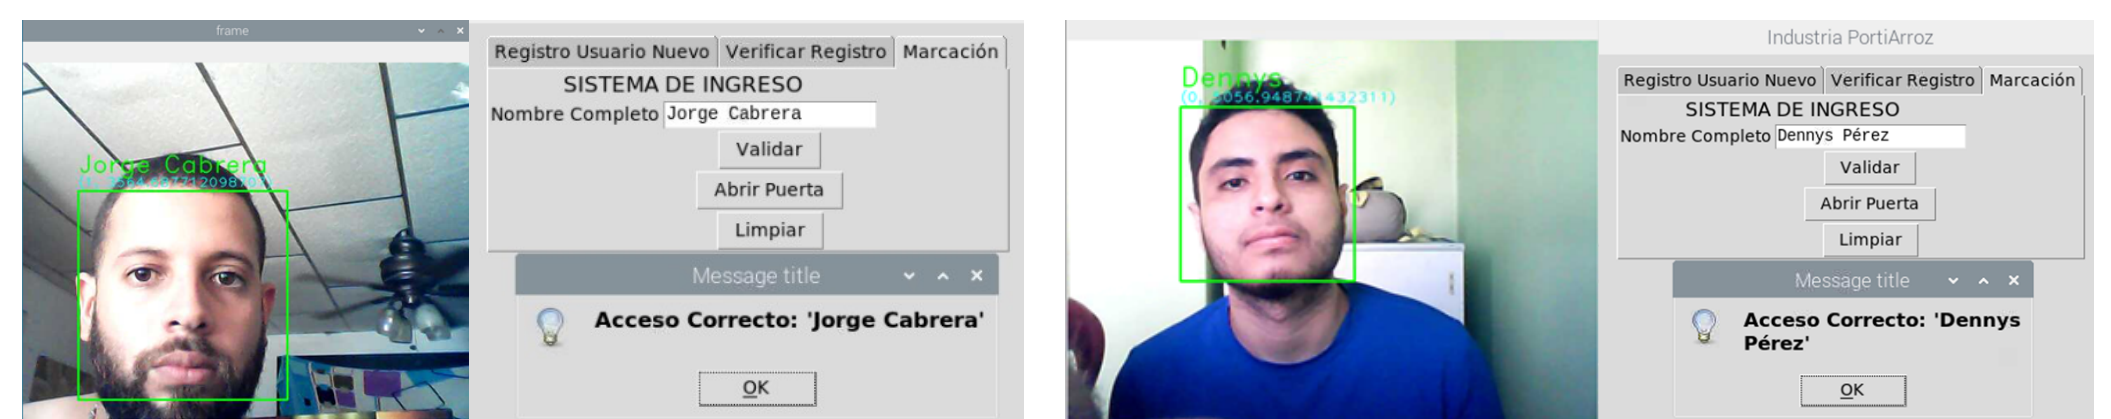 frame
Jorge Cabrera
Registro Usuario Nuevo Verificar Registro Marcación
SISTEMA DE INGRESO
Nombre Completo Jorge Cabrera
Validar
Abrir Puerta
Limpiar
Message title
Acceso Correcto: 'Jorge Cabrera'
OK
Dennys
Industria PortiArroz
Registro Usuario Nuevo Verificar Registro Marcación
SISTEMA DE INGRESO
Nombre Completo Dennys Pérez
Validar
Abrir Puerta
Limpiar
Message title
Acceso Correcto: 'Dennys
Pérez'
OK